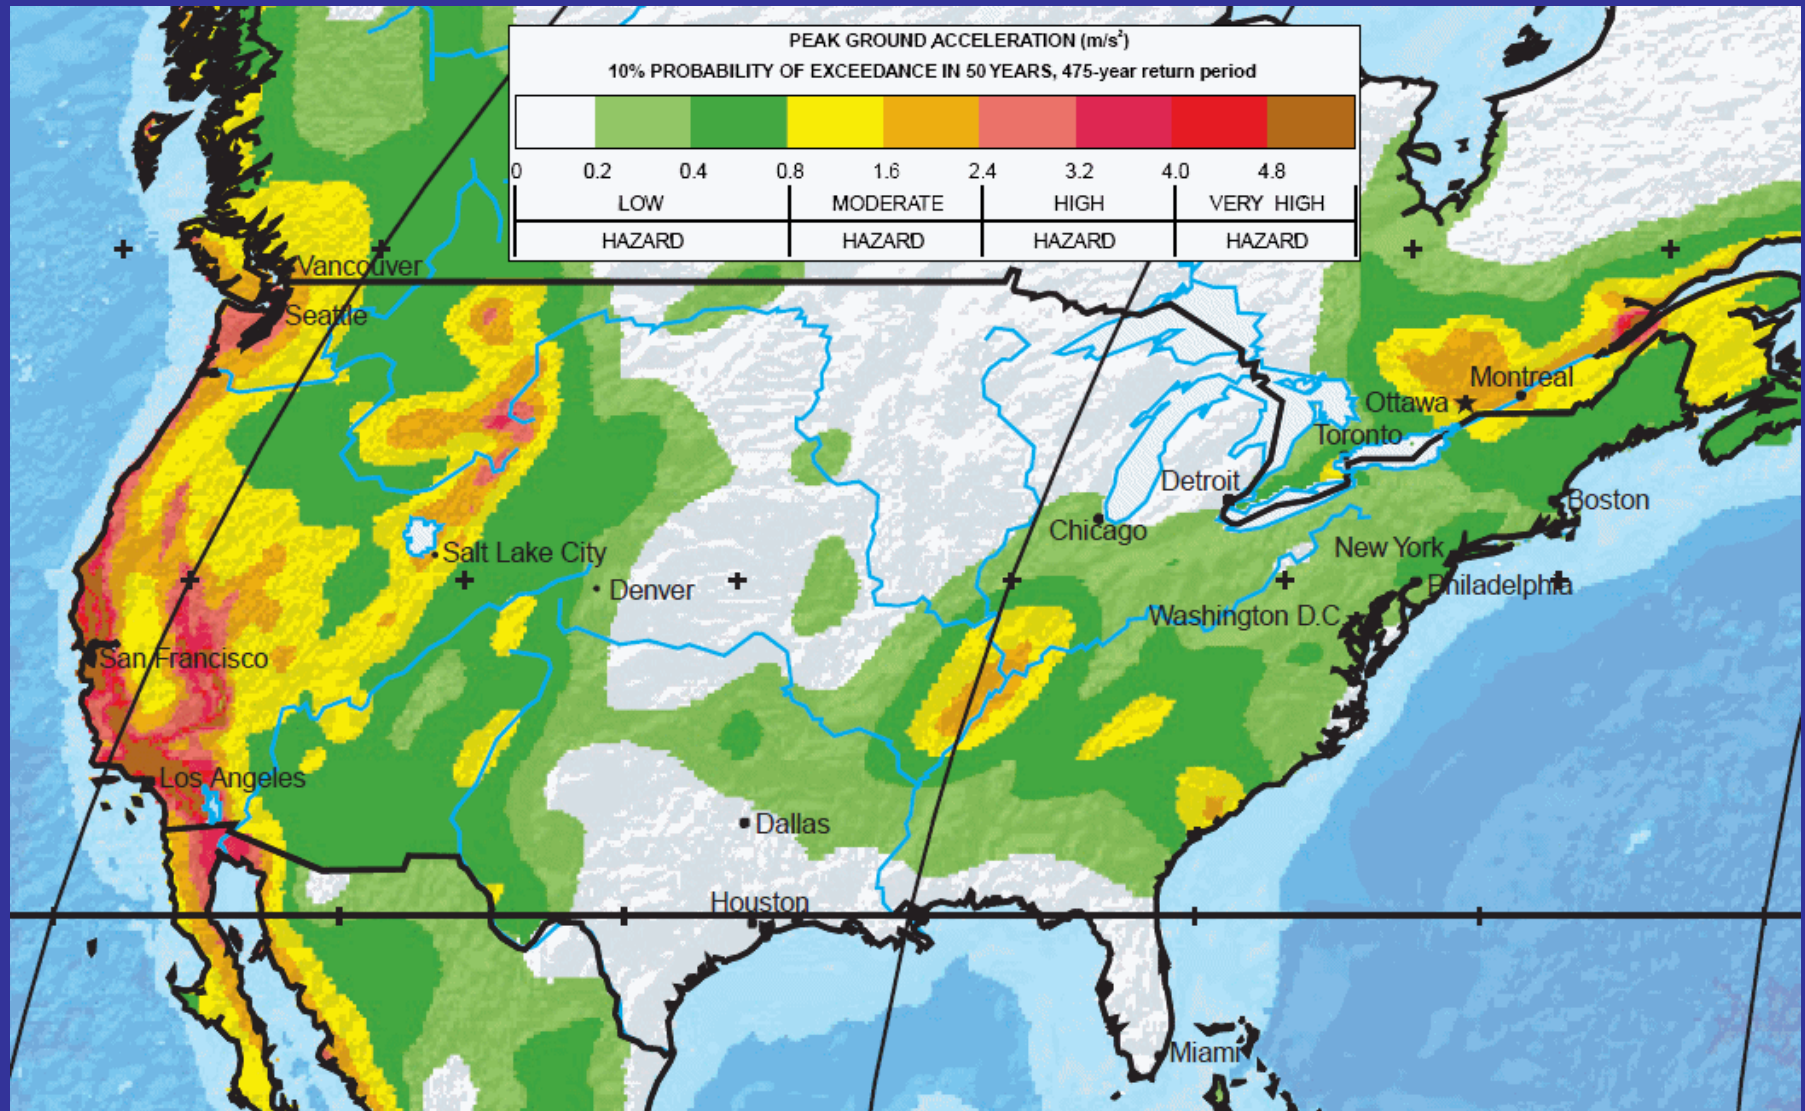 PEAK GROUND ACCELERATION (m/s²)
10% PROBABILITY OF EXCEEDANCE IN 50 YEARS, 475-year return period
0 0.2 0.4 0.8 1.6 2.4 3.2 4.0 4.8
LOW MODERATE HIGH VERY HIGH
HAZARD HAZARD HAZARD HAZARD
Vancouver
Seattle
Montreal
Ottawa
Toronto
Detroit
Boston
Chicago
New York
Salt Lake City
Denver
Philadelphia
Washington D.C.
San Francisco
Los Angeles
Dallas
Houston
Miami